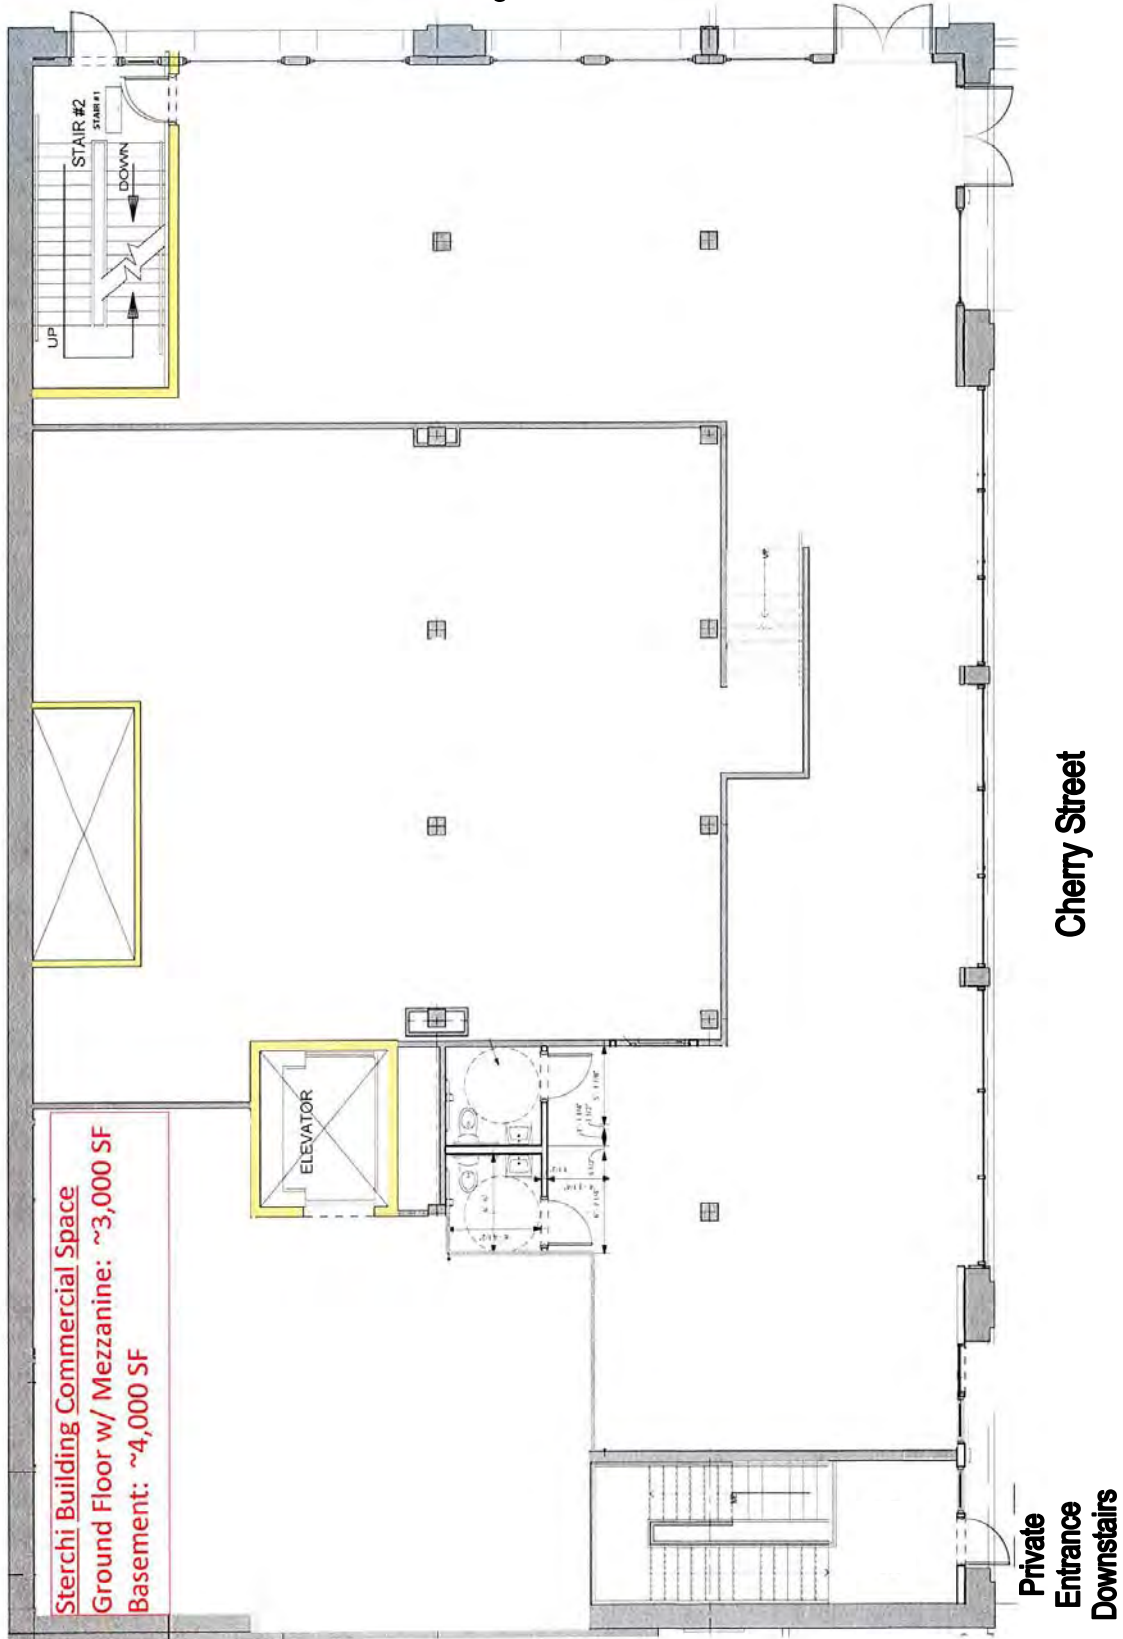 g
STAIR #2
STAIR #1
DOWN
UP
UP
ELEVATOR
Sterchi Building Commercial Space
Ground Floor w/ Mezzanine: ~3,000 SF
Basement: ~4,000 SF
Cherry Street
Private
Entrance
Downstairs